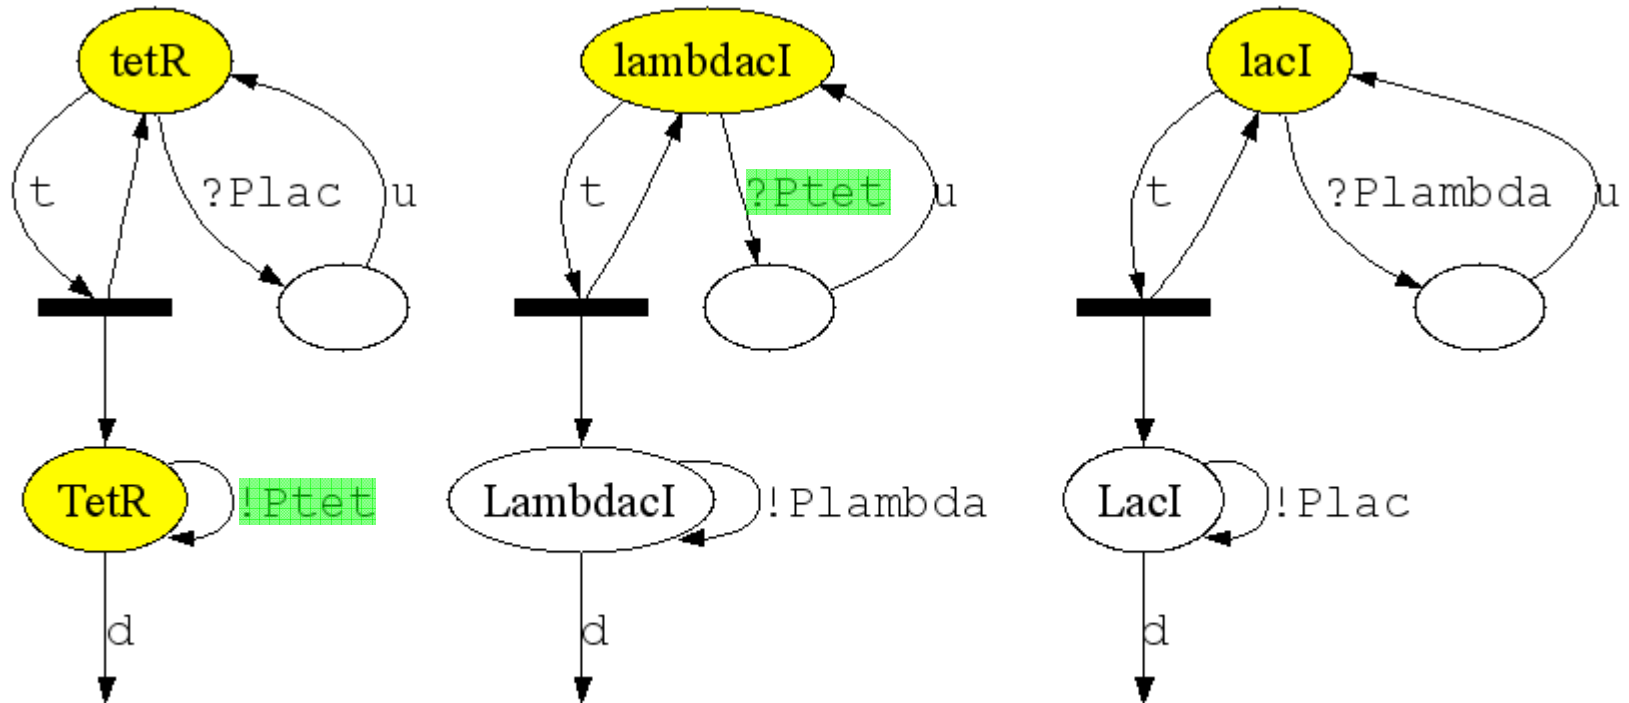 tetR lambdacI lacI
t ?Plac u t ?Ptet u t ?Plambda u
TetR !Ptet LambdacI !Plambda LacI !Plac
d d d